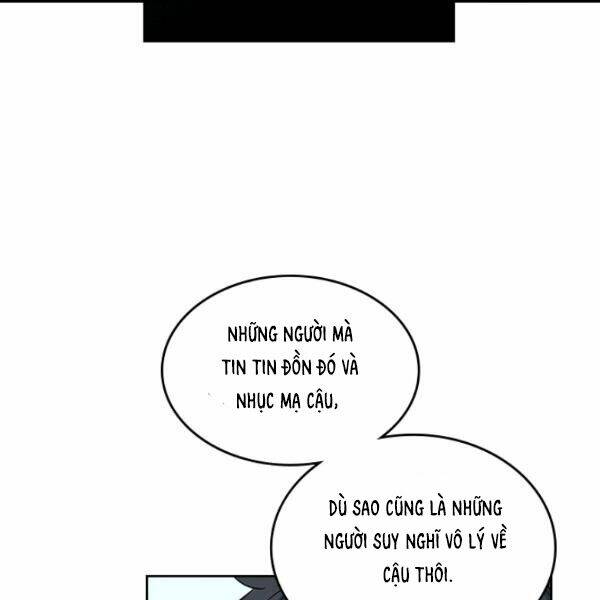 NHỮNG NGƯỜI MÀ
TIN TIN ĐỒN ĐÓ VÀ
NHỤC MẠ CẬU,
DÙ SAO CŨNG LÀ NHỮNG
NGƯỜI SUY NGHĨ VÔ LÝ VỀ
CẬU THÔI.